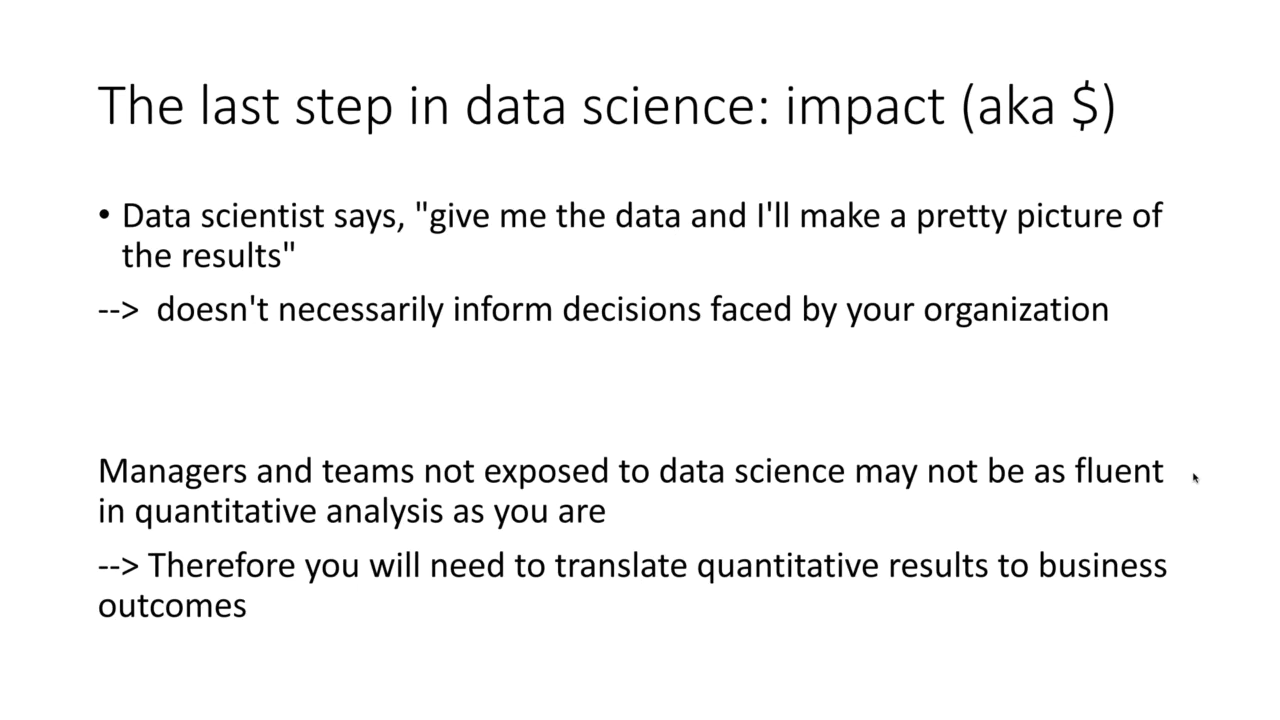 The last step in data science: impact (aka $)
• Data scientist says, "give me the data and I'll make a pretty picture of
the results"
-->  doesn't necessarily inform decisions faced by your organization
Managers and teams not exposed to data science may not be as fluent
in quantitative analysis as you are
--> Therefore you will need to translate quantitative results to business
outcomes